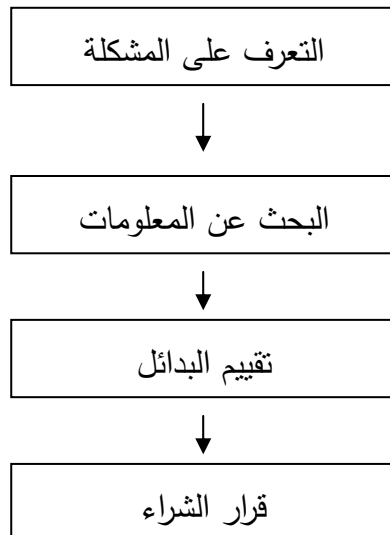 التعرف على المشكلة
البحث عن المعلومات
تقييم البدائل
قرار الشراء